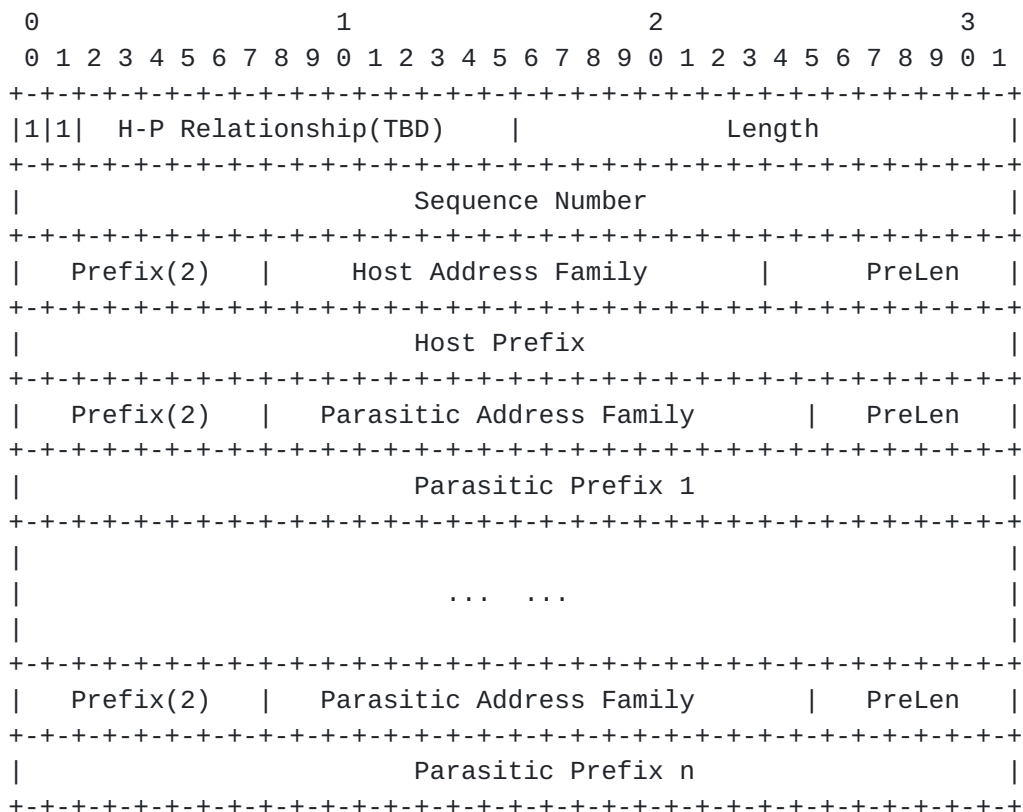 0                   1                   2                   3
0 1 2 3 4 5 6 7 8 9 0 1 2 3 4 5 6 7 8 9 0 1 2 3 4 5 6 7 8 9 0 1
+-+-+-+-+-+-+-+-+-+-+-+-+-+-+-+-+-+-+-+-+-+-+-+-+-+-+-+-+-+-+-+-+
|1|1|  H-P Relationship(TBD)    |             Length            |
+-+-+-+-+-+-+-+-+-+-+-+-+-+-+-+-+-+-+-+-+-+-+-+-+-+-+-+-+-+-+-+-+
|                         Sequence Number                       |
+-+-+-+-+-+-+-+-+-+-+-+-+-+-+-+-+-+-+-+-+-+-+-+-+-+-+-+-+-+-+-+-+
|   Prefix(2)   |     Host Address Family       |      PreLen   |
+-+-+-+-+-+-+-+-+-+-+-+-+-+-+-+-+-+-+-+-+-+-+-+-+-+-+-+-+-+-+-+-+
|                         Host Prefix                           |
+-+-+-+-+-+-+-+-+-+-+-+-+-+-+-+-+-+-+-+-+-+-+-+-+-+-+-+-+-+-+-+-+
|   Prefix(2)   |   Parasitic Address Family       |   PreLen   |
+-+-+-+-+-+-+-+-+-+-+-+-+-+-+-+-+-+-+-+-+-+-+-+-+-+-+-+-+-+-+-+-+
|                         Parasitic Prefix 1                    |
+-+-+-+-+-+-+-+-+-+-+-+-+-+-+-+-+-+-+-+-+-+-+-+-+-+-+-+-+-+-+-+-+
|                                                               |
|                           ...  ...                            |
|                                                               |
+-+-+-+-+-+-+-+-+-+-+-+-+-+-+-+-+-+-+-+-+-+-+-+-+-+-+-+-+-+-+-+-+
|   Prefix(2)   |   Parasitic Address Family       |   PreLen   |
+-+-+-+-+-+-+-+-+-+-+-+-+-+-+-+-+-+-+-+-+-+-+-+-+-+-+-+-+-+-+-+-+
|                         Parasitic Prefix n                    |
+-+-+-+-+-+-+-+-+-+-+-+-+-+-+-+-+-+-+-+-+-+-+-+-+-+-+-+-+-+-+-+-+